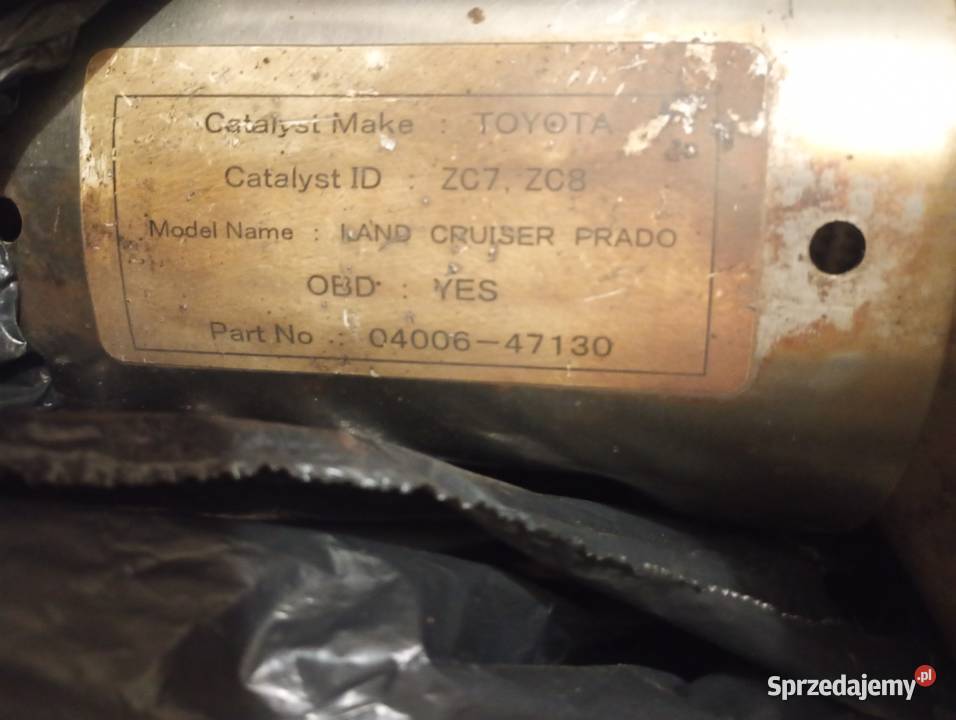 Catalyst Make : TOYOTA
Catalyst ID : ZC7, ZC8
Model Name : LAND CRUISER PRADO
OBD : YES
Part No : 04006-47130
Sprzedajemy.pl